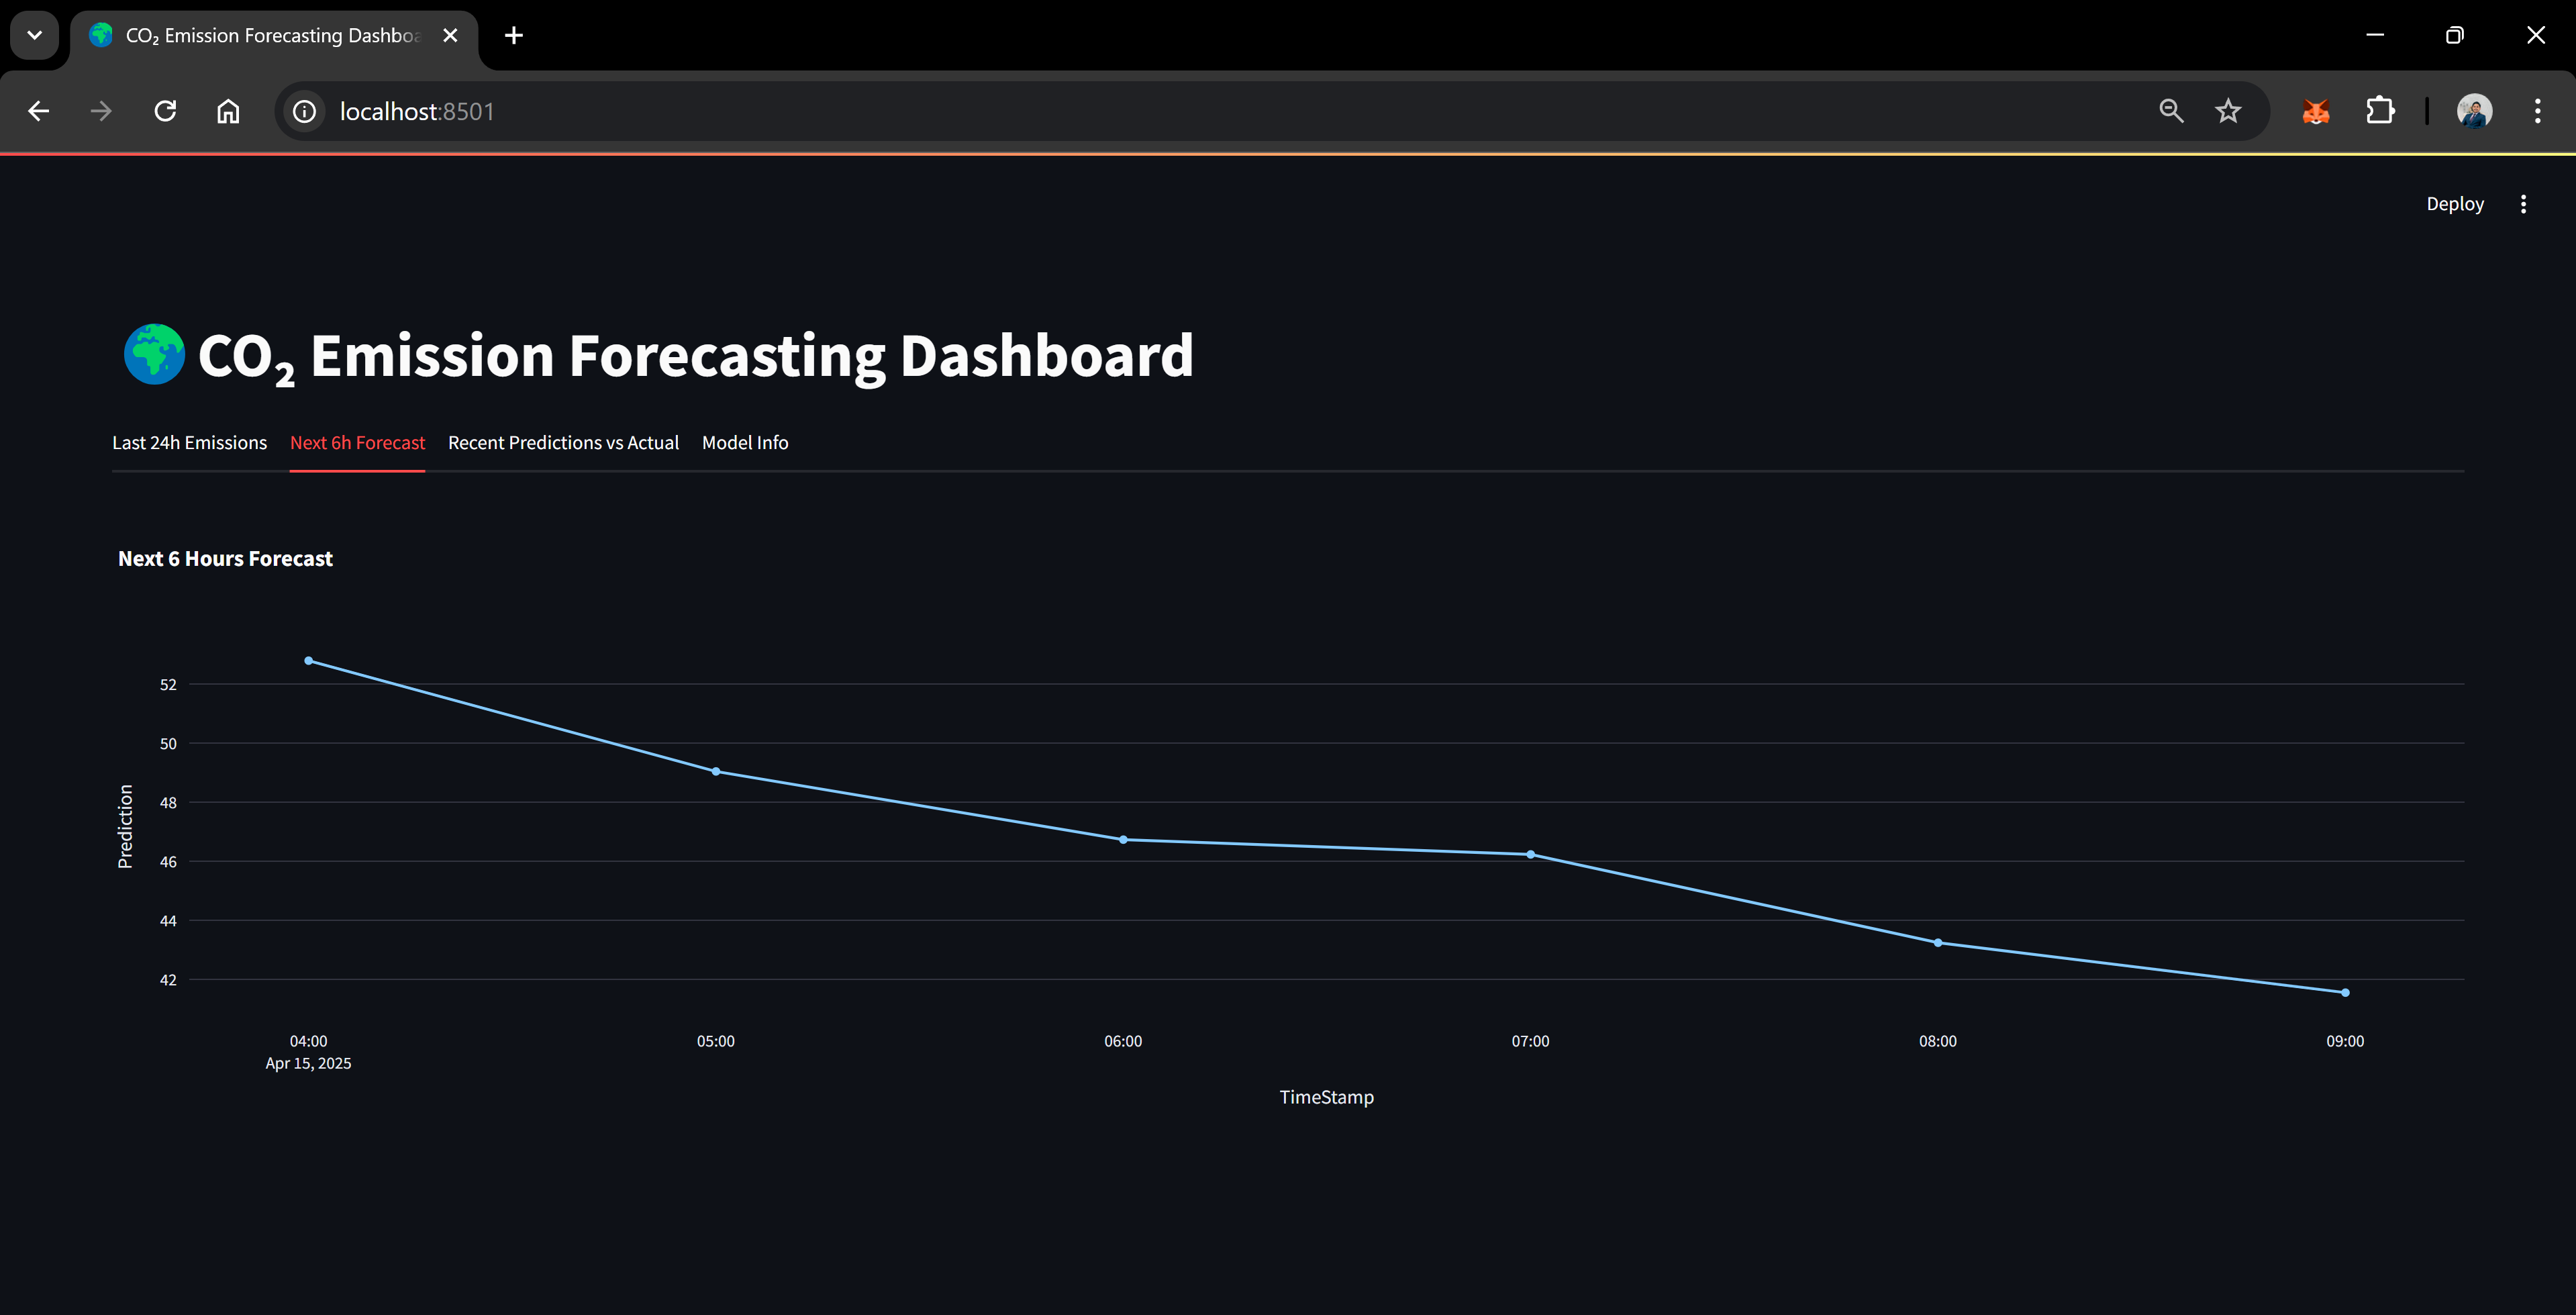 CO₂ Emission Forecasting Dashboa
localhost:8501
Deploy
CO₂ Emission Forecasting Dashboard
Last 24h Emissions Next 6h Forecast Recent Predictions vs Actual Model Info
Next 6 Hours Forecast
52
50
48
46
44
42
Prediction
04:00 05:00 06:00 07:00 08:00 09:00
Apr 15, 2025
TimeStamp